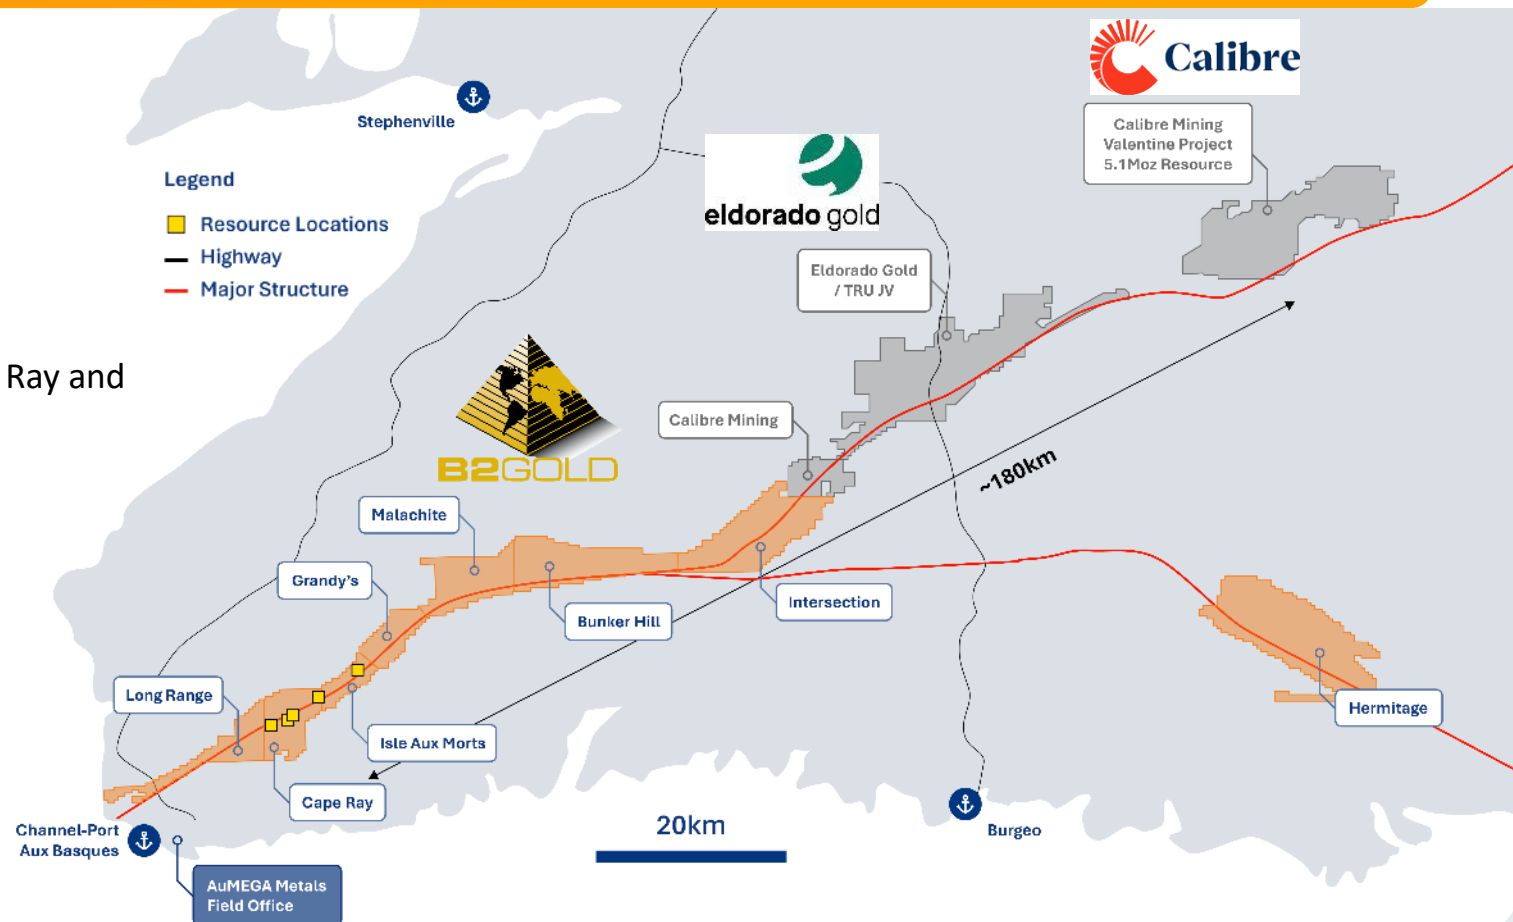 Calibre
Stephenville
Calibre Mining
Valentine Project
5.1Moz Resource
Legend
Resource Locations
Highway
Major Structure
eldorado gold
Eldorado Gold
/ TRU JV
Ray and
B2GOLD
Calibre Mining
~180km
Malachite
Grandy's
Bunker Hill
Intersection
Long Range
Isle Aux Morts
Hermitage
Cape Ray
Channel-Port
Aux Basques
20km
Burgeo
AuMEGA Metals
Field Office